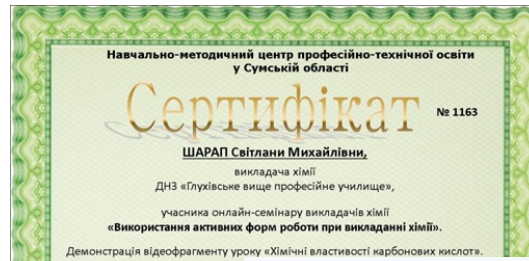 Навчально-методичний центр професійно-технічної освіти
у Сумській області
Сертифікат
№ 1163
ШАРАП Світлани Михайлівни,
викладача хімії
ДНЗ «Глухівське вище професійне училище»,
учасника онлайн-семінару викладачів хімії
«Використання активних форм роботи при викладанні хімії».
Демонстрація відеофрагменту уроку «Хімічні властивості карбонових кислот».